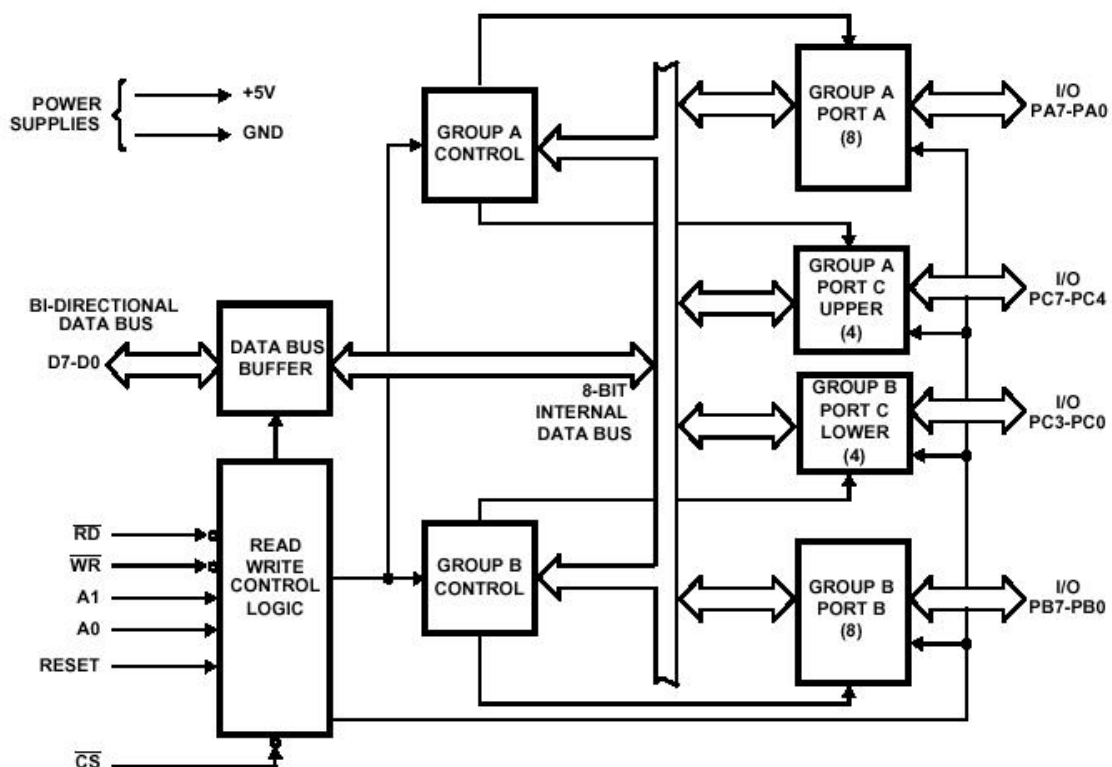 POWER
SUPPLIES
+5V
GND
GROUP A
CONTROL
GROUP A
PORT A
(8)
I/O
PA7-PA0
GROUP A
PORT C
UPPER
(4)
I/O
PC7-PC4
BI-DIRECTIONAL
DATA BUS
D7-D0
DATA BUS
BUFFER
8-BIT
INTERNAL
DATA BUS
GROUP B
PORT C
LOWER
(4)
I/O
PC3-PC0
RD
WR
A1
A0
RESET
CS
READ
WRITE
CONTROL
LOGIC
GROUP B
CONTROL
GROUP B
PORT B
(8)
I/O
PB7-PB0